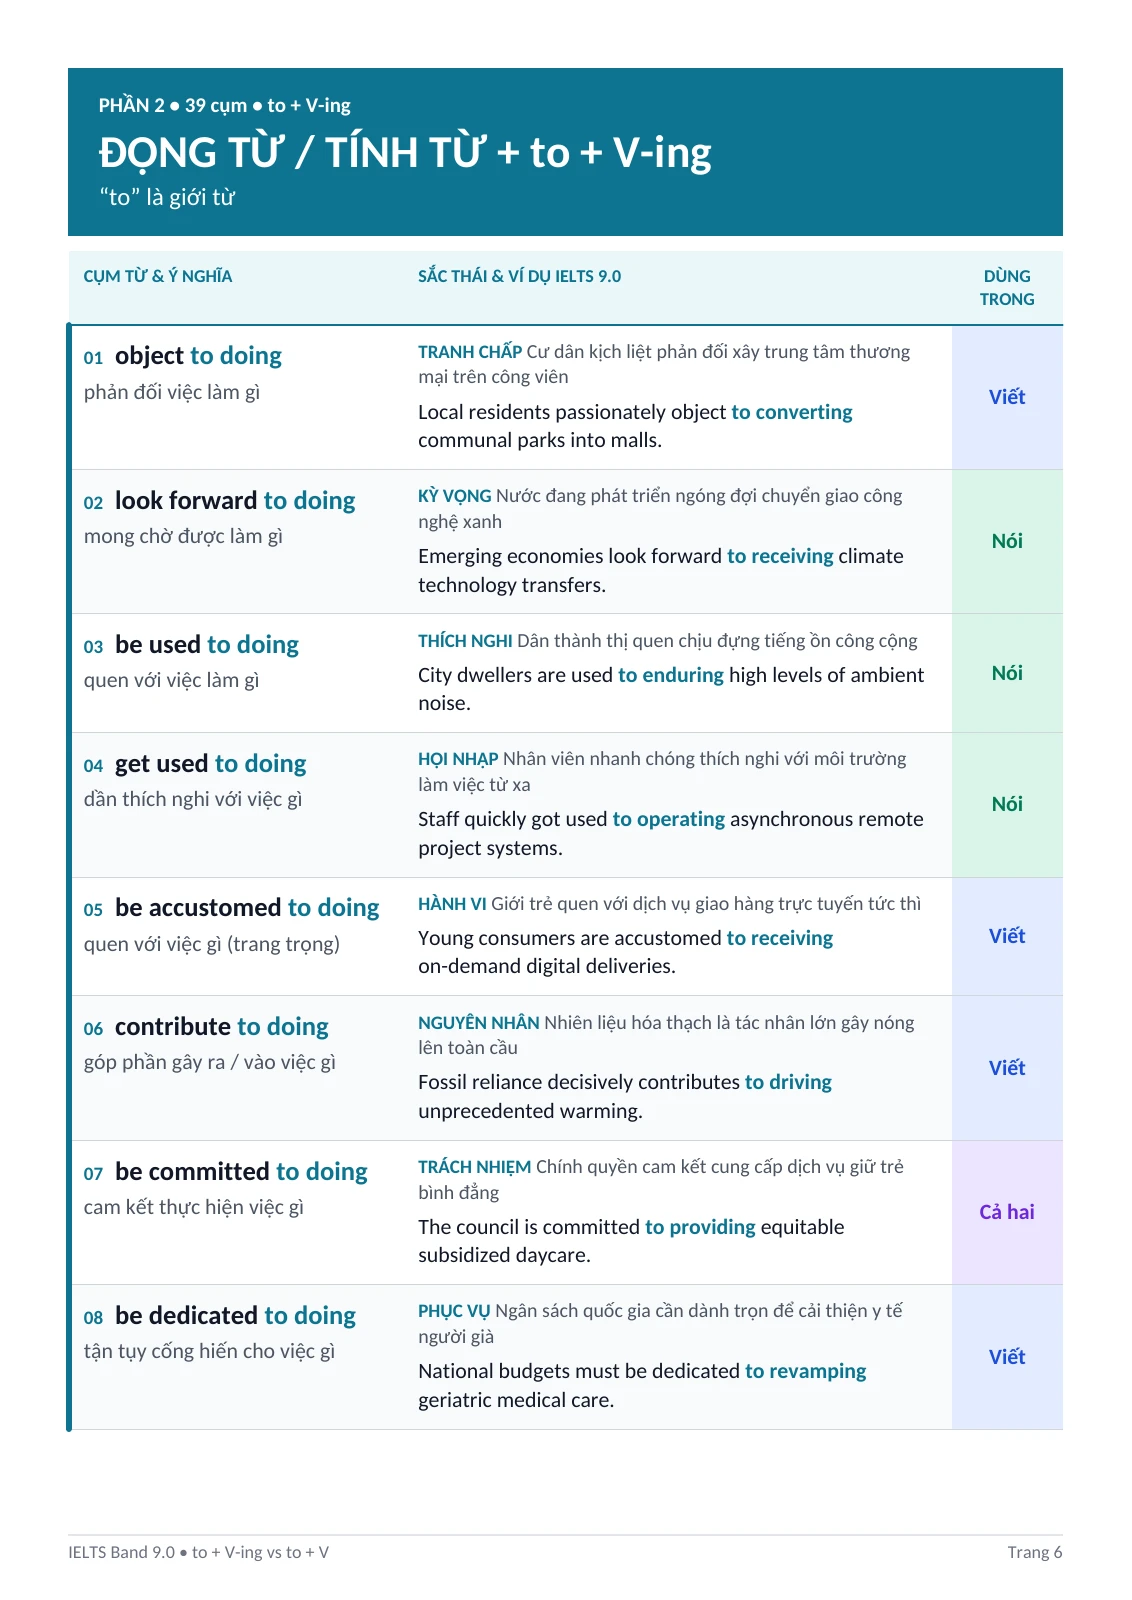 PHẦN 2 • 39 cụm • to + V-ing
ĐỘNG TỪ / TÍNH TỪ + to + V-ing
“to” là giới từ
CỤM TỪ & Ý NGHĨA
SẮC THÁI & VÍ DỤ IELTS 9.0
DÙNG
TRONG
01 object to doing
phản đối việc làm gì
TRANH CHẤP Cư dân kịch liệt phản đối xây trung tâm thương
mại trên công viên
Local residents passionately object to converting
communal parks into malls.
Viết
02 look forward to doing
mong chờ được làm gì
KỲ VỌNG Nước đang phát triển ngóng đợi chuyển giao công
nghệ xanh
Emerging economies look forward to receiving climate
technology transfers.
Nói
03 be used to doing
quen với việc làm gì
THÍCH NGHI Dân thành thị quen chịu đựng tiếng ồn công cộng
City dwellers are used to enduring high levels of ambient
noise.
Nói
04 get used to doing
dần thích nghi với việc gì
HỘI NHẬP Nhân viên nhanh chóng thích nghi với môi trường
làm việc từ xa
Staff quickly got used to operating asynchronous remote
project systems.
Nói
05 be accustomed to doing
quen với việc gì (trang trọng)
HÀNH VI Giới trẻ quen với dịch vụ giao hàng trực tuyến tức thì
Young consumers are accustomed to receiving
on-demand digital deliveries.
Viết
06 contribute to doing
góp phần gây ra / vào việc gì
NGUYÊN NHÂN Nhiên liệu hóa thạch là tác nhân lớn gây nóng
lên toàn cầu
Fossil reliance decisively contributes to driving
unprecedented warming.
Viết
07 be committed to doing
cam kết thực hiện việc gì
TRÁCH NHIỆM Chính quyền cam kết cung cấp dịch vụ giữ trẻ
bình đẳng
The council is committed to providing equitable
subsidized daycare.
Cả hai
08 be dedicated to doing
tận tụy cống hiến cho việc gì
PHỤC VỤ Ngân sách quốc gia cần dành trọn để cải thiện y tế
người già
National budgets must be dedicated to revamping
geriatric medical care.
Viết
IELTS Band 9.0 • to + V-ing vs to + V
Trang 6